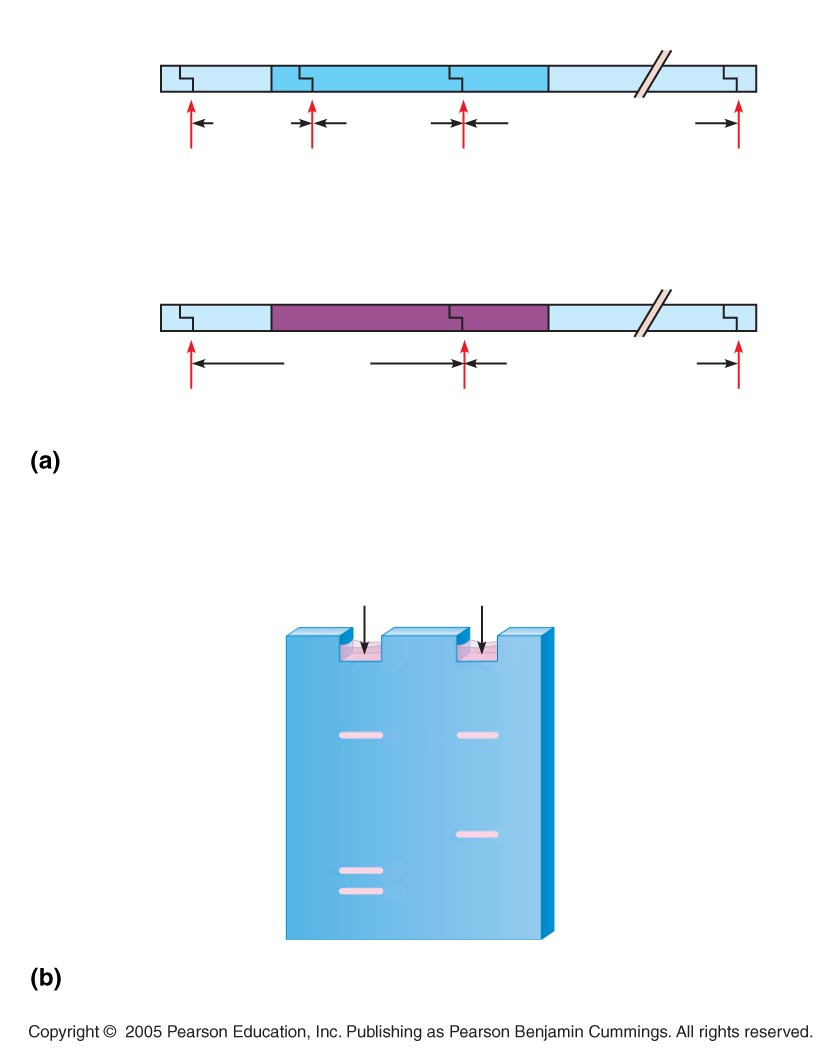 (a)
(b)
Copyright © 2005 Pearson Education, Inc. Publishing as Pearson Benjamin Cummings. All rights reserved.